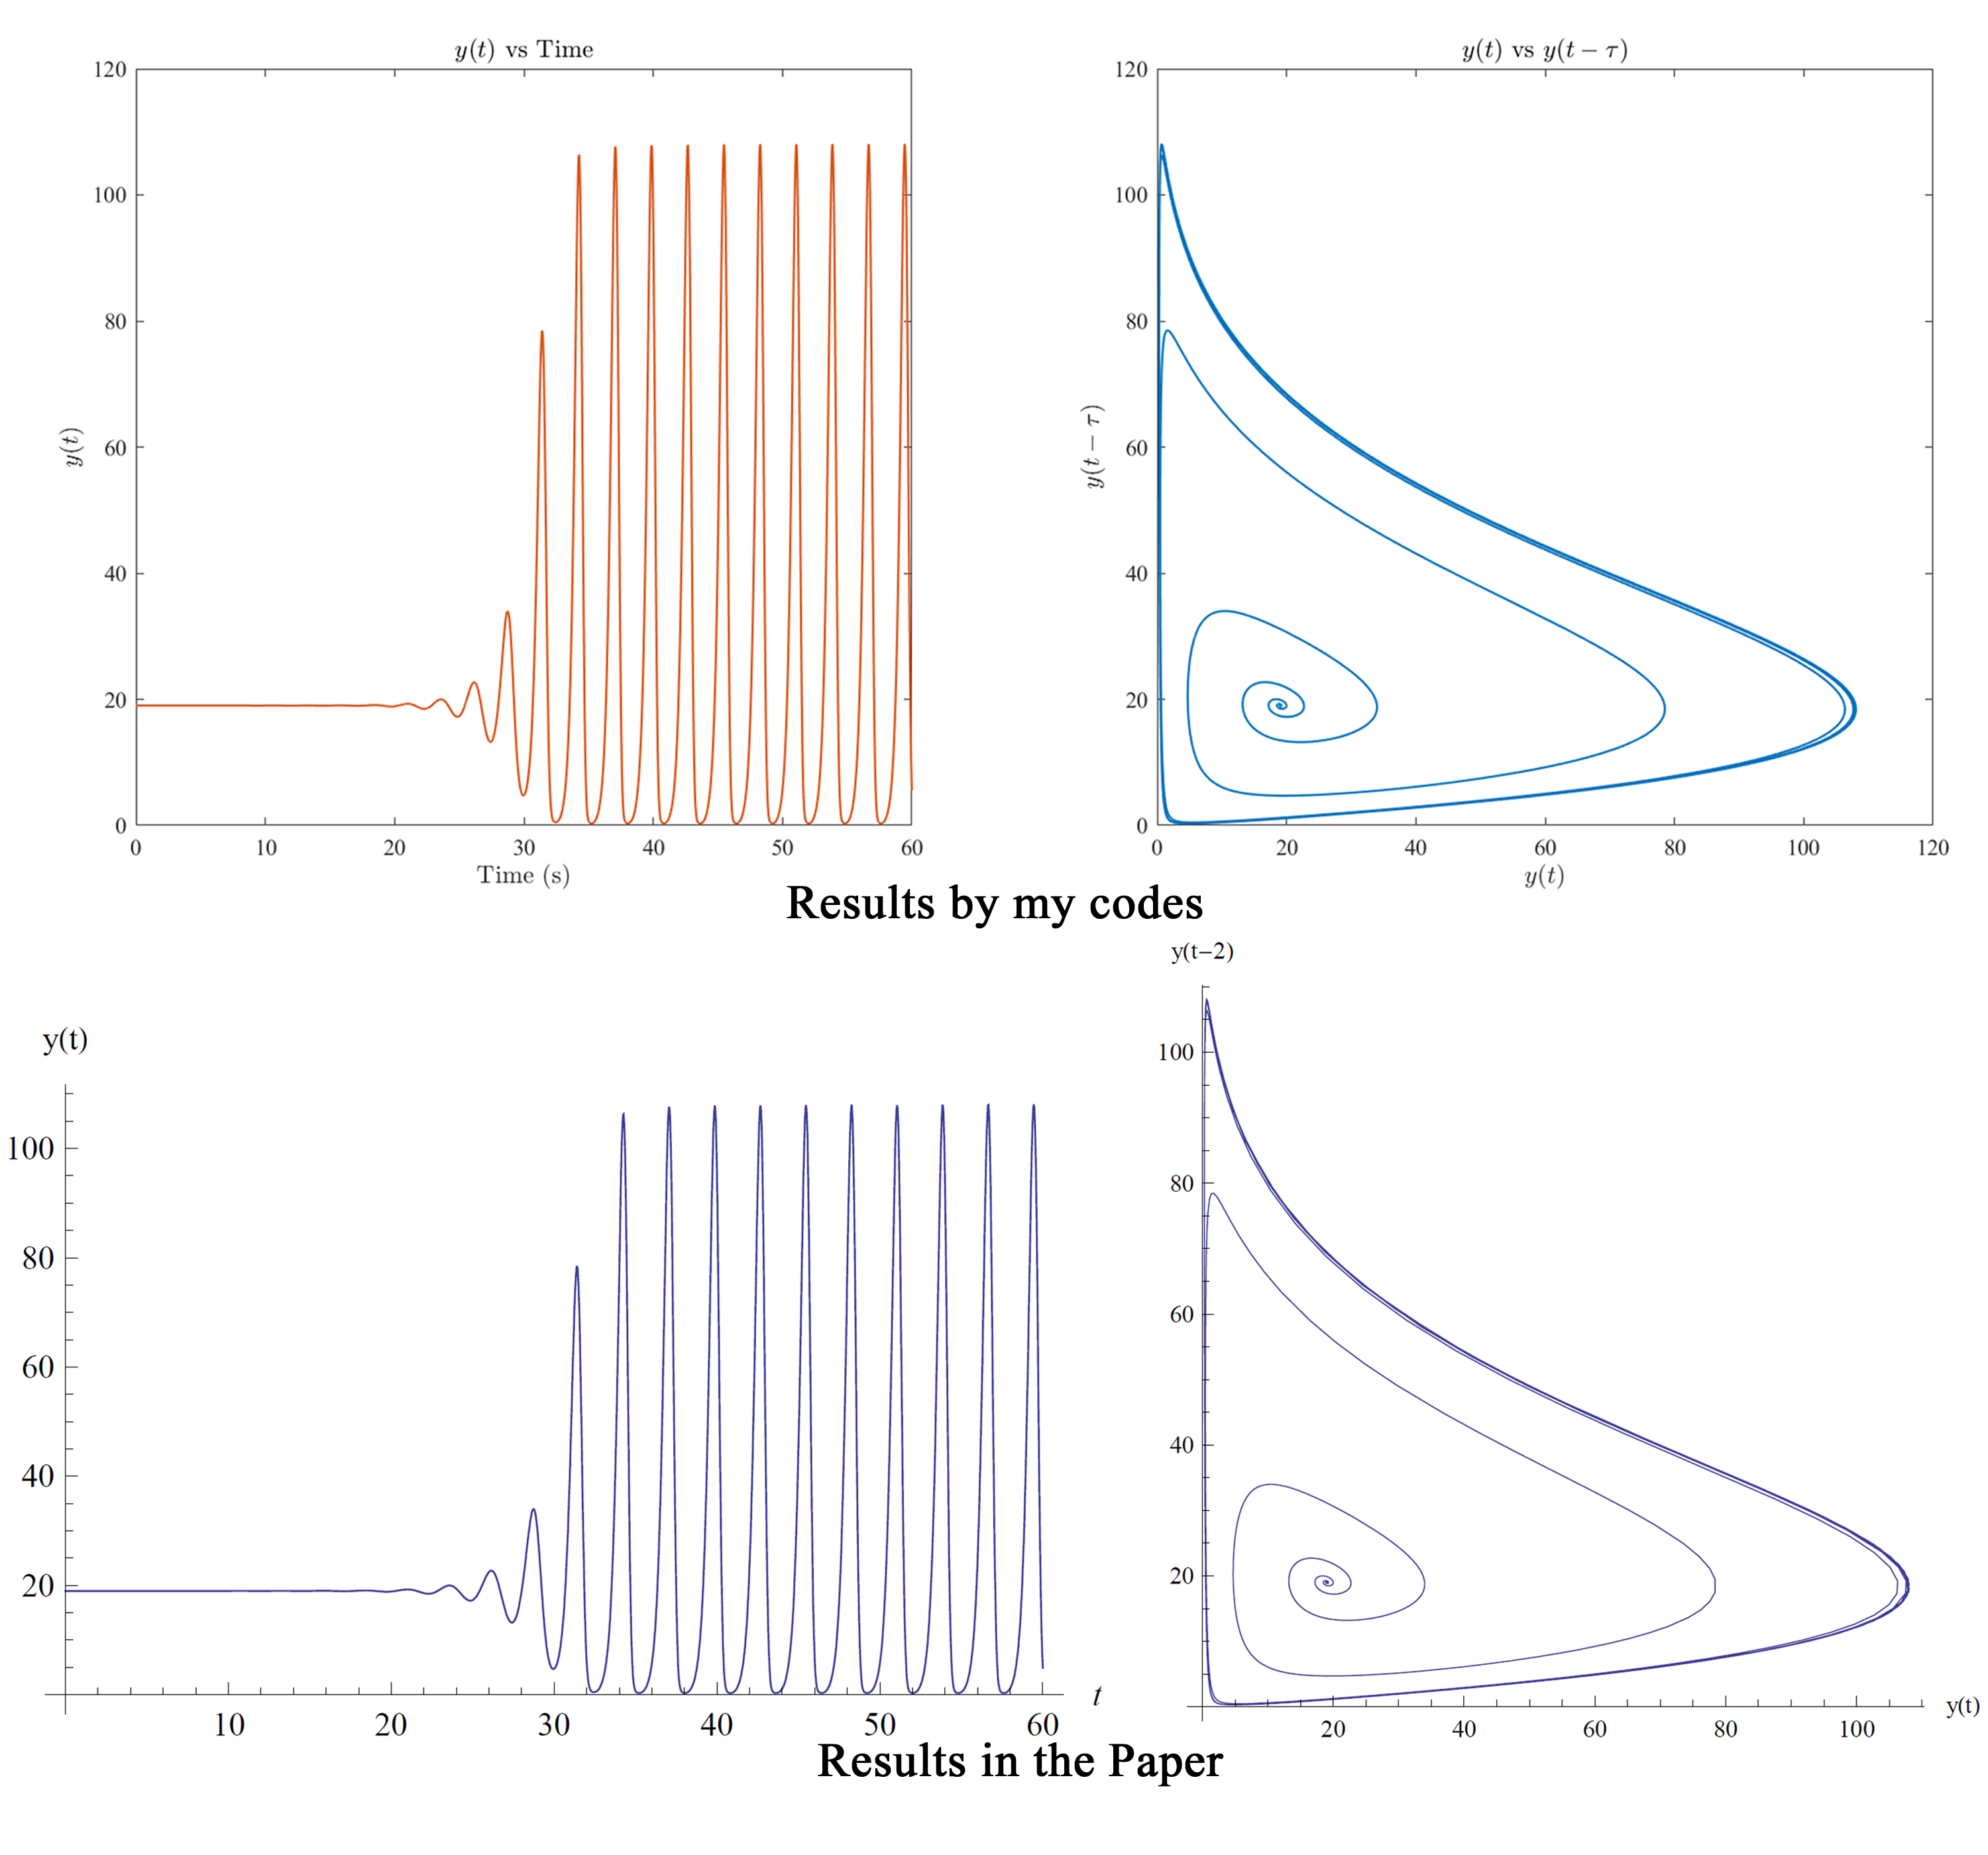 y(t) vs Time
120
100
80
60
40
20
0
y(t)
0 10 20 30 40 50 60
Time (s)
y(t) vs y(t − τ)
120
100
80
60
40
20
0
y(t − τ)
0 20 40 60 80 100 120
y(t)
Results by my codes
y(t)
100
80
60
40
20
10 20 30 40 50 60
t
y(t−2)
100
80
60
40
20
20 40 60 80 100
y(t)
Results in the Paper